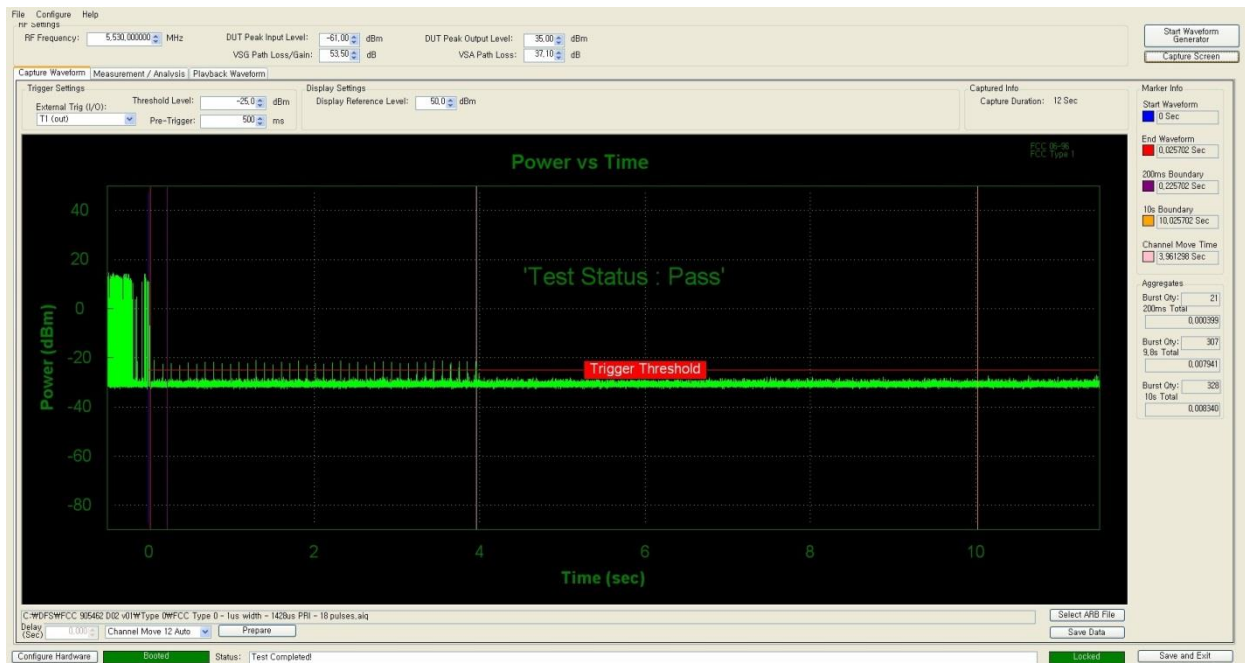 File Configure Help
RF Settings
RF Frequency: 5,530,000000 MHz DUT Peak Input Level: -61,00 dBm DUT Peak Output Level: 35,00 dBm
VSG Path Loss/Gain: 53,50 dB VSA Path Loss: 37,10 dB
Start Waveform Generator
Capture Screen
Capture Waveform Measurement / Analysis Playback Waveform
Trigger Settings
External Trig (I/O): Threshold Level: -25,0 dBm
T1 (out) Pre-Trigger: 500 ms
Display Settings
Display Reference Level: 50,0 dBm
Captured Info
Capture Duration: 12 Sec
Marker Info
Start Waveform
0 Sec
End Waveform
0,025702 Sec
200ms Boundary
0,225702 Sec
10s Boundary
10,025702 Sec
Channel Move Time
3,961298 Sec
Aggregates
Burst Qty: 21
200ms Total
0,000399
Burst Qty: 307
9,8s Total
0,007941
Burst Qty: 328
10s Total
0,008340
Power vs Time
FCC 06-96
FCC Type 1
'Test Status : Pass'
Trigger Threshold
Power (dBm)
40
20
0
-20
-40
-60
-80
0 2 4 6 8 10
Time (sec)
C:₩DFS₩FCC 905462 D02 v01₩Type 0₩FCC Type 0 - 1us width - 1428us PRI - 18 pulses,aiq
Select ARB File
Delay (Sec) 0,000 Channel Move 12 Auto Prepare
Save Data
Configure Hardware Booted Status: Test Completed! Locked Save and Exit